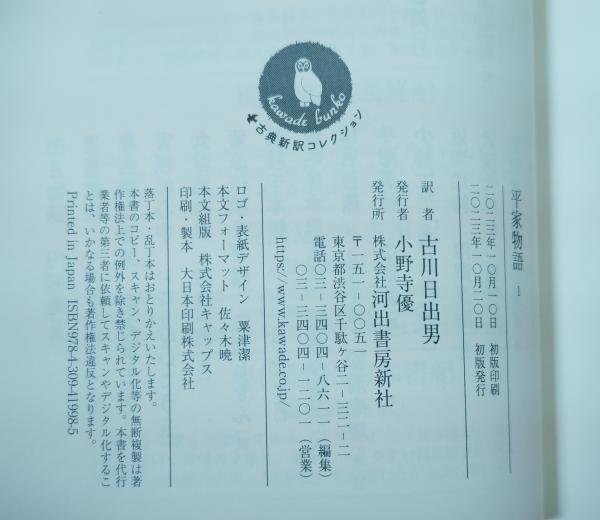 kawade bunko
古典新訳コレクション
平家物語 1
二〇二三年一〇月一〇日 初版印刷
二〇二三年一〇月二〇日 初版発行
訳者 古川日出男
発行者 小野寺優
発行所 株式会社河出書房新社
〒一五一-〇〇五一
東京都渋谷区千駄ヶ谷二-三二-二
電話〇三-三四〇四-八六一一（編集）
〇三-三四〇四-一二〇一（営業）
https://www.kawade.co.jp/
ロゴ・表紙デザイン 粟津潔
本文フォーマット 佐々木暁
本文組版 株式会社キャップス
印刷・製本 大日本印刷株式会社
落丁本・乱丁本はおとりかえいたします。
本書のコピー、スキャン、デジタル化等の無断複製は著
作権法上での例外を除き禁じられています。本書を代行
業者等の第三者に依頼してスキャンやデジタル化するこ
とは、いかなる場合も著作権法違反となります。
Printed in Japan ISBN978-4-309-41998-5